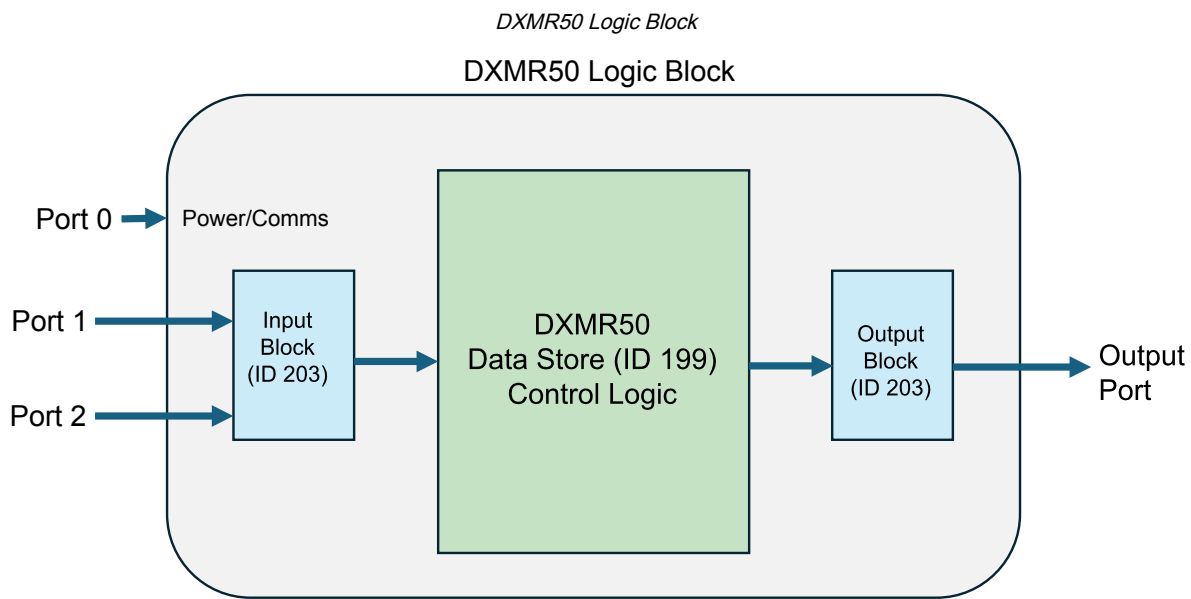 DXMR50 Logic Block
DXMR50 Logic Block
Port 0
Power/Comms
Port 1
Port 2
Input
Block
(ID 203)
DXMR50
Data Store (ID 199)
Control Logic
Output
Block
(ID 203)
Output
Port